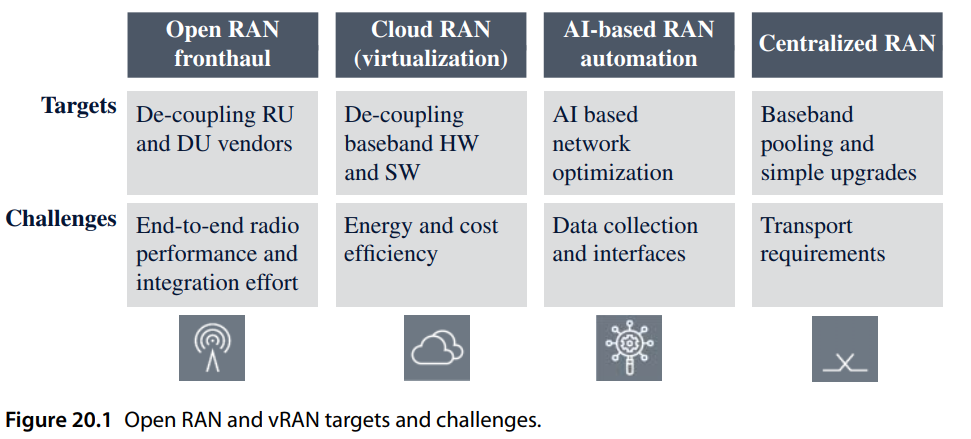 Open RAN
fronthaul
Cloud RAN
(virtualization)
AI-based RAN
automation
Centralized RAN
Targets
De-coupling RU
and DU vendors
De-coupling
baseband HW
and SW
AI based
network
optimization
Baseband
pooling and
simple upgrades
Challenges
End-to-end radio
performance and
integration effort
Energy and cost
efficiency
Data collection
and interfaces
Transport
requirements
Figure 20.1 Open RAN and vRAN targets and challenges.